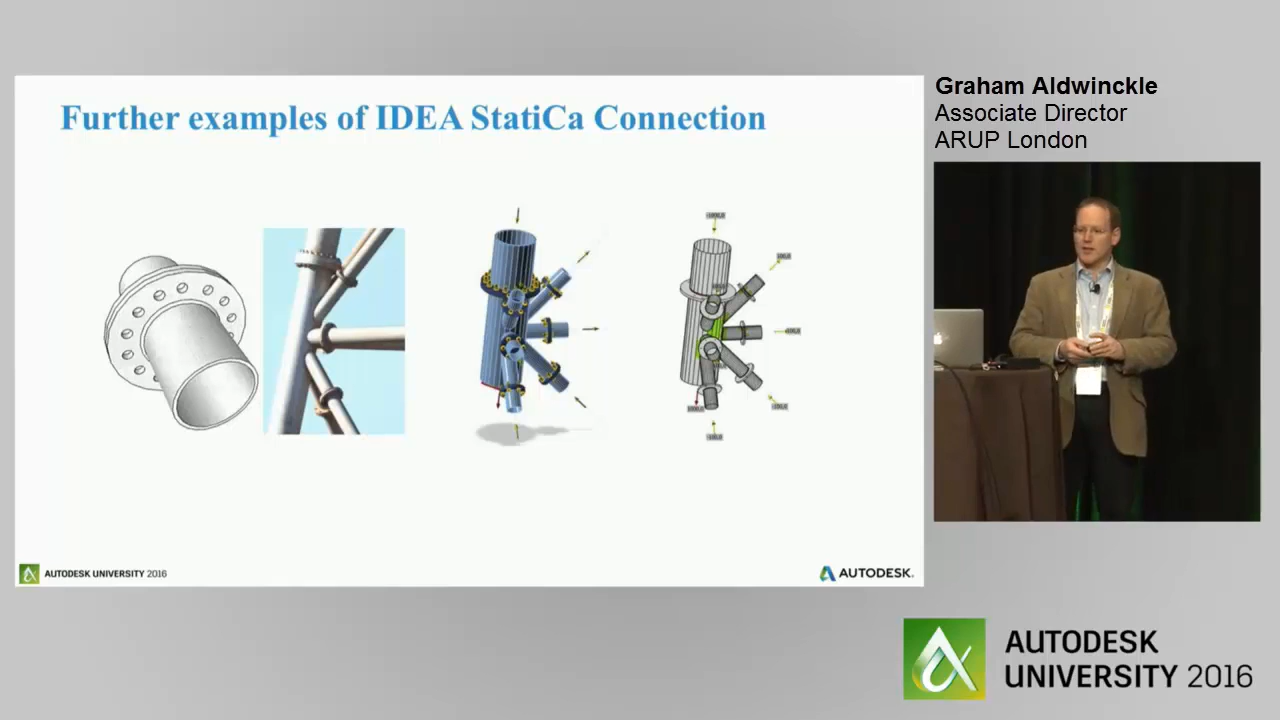 Further examples of IDEA StatiCa Connection
Graham Aldwinckle
Associate Director
ARUP London
AUTODESK UNIVERSITY 2016
AUTODESK.
AUTODESK
UNIVERSITY 2016